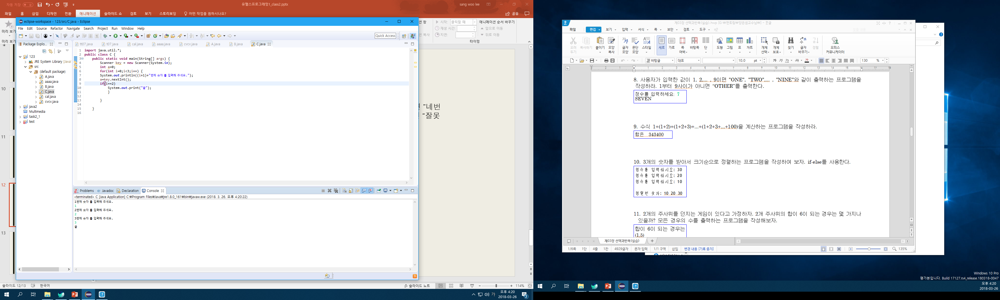 자동 저장
유헬스프로그래밍1_class2.pptx
sang woo lee
파일 홈 삽입 디자인 전환 애니메이션 슬라이드 쇼 검토 보기 스토리보딩 어떤 작업을 원하시나요? 공유
미리 보기
미리 보기
션 창
시작: 클릭할 때
애니메이션 순서 바꾸기
재생 시간:
앞으로 이동
션 복사
지연:
뒤로 이동
타이밍
10
11
12
13
"네번
"잘못
eclipse-workspace - 123/src/C.java - Eclipse
File Edit Source Refactor Navigate Search Project Run Window Help
Quick Access
Package Explo...
123
JRE System Library [Java
src
(default package)
A.java
aaaa.java
B.java
C.java
cal.java
cvcv.java
java2
Multmedia
task2_1
test
tt07.java t07.java cal.java aaaa.java cvcv.java A.java B.java C.java
1 import java.util.*;
2 public class C {
3 public static void main(String[] args) {
4 Scanner key = new Scanner(System.in);
5 int a=0;
6 for(int i=0;i<3;i++) {
7 System.out.println((i+1)+"번째 숫자 를 입력해 주세요.");
8 a=key.nextInt();
9 if(i==2)
10 System.out.print("끝");
11 }
12
13 }
14
15 }
16
Problems Javadoc Declaration Console
<terminated> C [Java Application] C:₩Program Files₩Java₩jre1.8.0_161₩bin₩javaw.exe (2018. 3. 26. 오후 4:20:22)
1번째 숫자 를 입력해 주세요.
1
2번째 숫자 를 입력해 주세요.
2
3번째 숫자 를 입력해 주세요.
3
끝
슬라이드 12/13 한국어
슬라이드 노트
114%
오후 4:20
2018-03-26
2
제03장 선택과반복(실습).hwp [G:₩멘토링₩양은샘교수님₩] - 한글
파일 편집 보기 입력 서식 쪽 보안 검토 도구
오려 두기
복사하기
붙이기
모양 복사
글자 모양
문단 모양
스타일
세로
가로
쪽 여백
바탕쪽
단
도형
그림
표
차트
개체 선택
개체 보호
찾기
글자 바꾸기
정렬
오피스 커뮤니케이터
바탕글 대표 10.0 pt 가 가 가 가 가 130 %
8. 사용자가 입력한 값이 1, 2,... , 9이면 "ONE", "TWO",... , "NINE"와 같이 출력하는 프로그램을
작성하라. 1부터 9사이가 아니면 “OTHER”를 출력한다.
정수를 입력하세요: 7
SEVEN
9. 수식 1+(1+2)+(1+2+3)+...+(1+2+3+...+100)을 계산하는 프로그램을 작성하라.
합은 343400
10. 3개의 숫자를 받아서 크기순으로 정렬하는 프로그램을 작성하여 보자. if-else를 사용한다.
정수를 입력하시오: 30
정수를 입력하시오: 20
정수를 입력하시오: 10
정렬된 숫자: 10 20 30
11. 2개의 주사위를 던지는 게임이 있다고 가정하자. 2개 주사위의 합이 6이 되는 경우는 몇 가지나
있을까? 모든 경우의 수를 출력하는 프로그램을 작성해보자.
합이 6이 되는 경우는
(1,5)
제03장 선택과반복(실습)
1/6쪽 1단 4줄 1칸 4929글자 문자 입력 1/1 구역 삽입 변경 내용 [기록 중지]
135%
Windows 10 Pro
평가본입니다. Build 17127.rs4_release.180318-0047
오후 4:20
2018-03-26